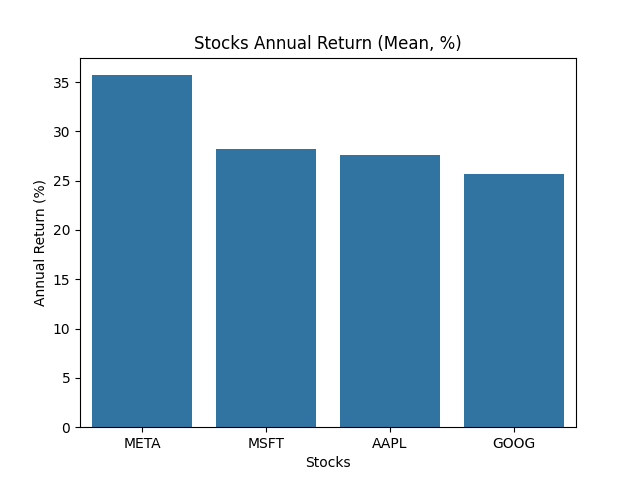 Stocks Annual Return (Mean, %)
35
30
25
20
15
10
5
0
Annual Return (%)
META MSFT AAPL GOOG
Stocks